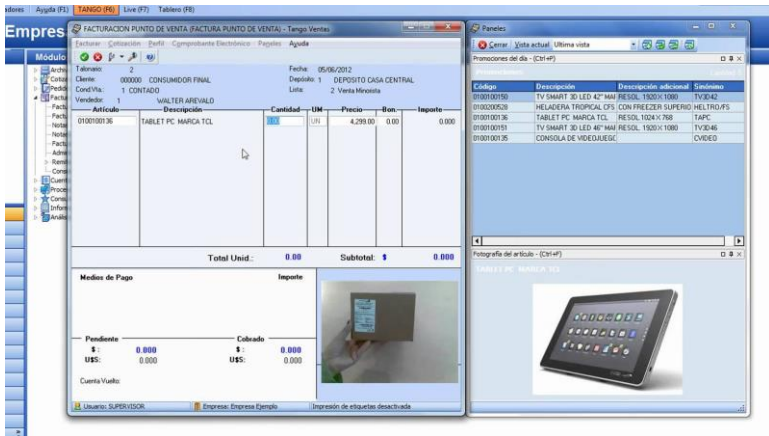 Ayuda (F1) TANGO (F6) Live (F7) Tablero (F8)
FACTURACION PUNTO DE VENTA (FACTURA PUNTO DE VENTA) - Tango Ventas
Facturar Cotización Perfil Comprobante Electrónico Papeles Ayuda
Talonario: 2 Fecha: 05/06/2012
Cliente: 000000 CONSUMIDOR FINAL Depósito: 1 DEPOSITO CASA CENTRAL
Cond.Vta.: 1 CONTADO Lista: 2 Venta Minorista
Vendedor: 1 WALTER AREVALO
Artículo Descripción Cantidad UM Precio Bon. Importe
0100100136 TABLET PC MARCA TCL 0.00 UN 4,299.00 0.00 0.000
Total Unid.: 0.00 Subtotal: $ 0.000
Medios de Pago Importe
Pendiente Cobrado
$ : 0.000 $ : 0.000
U$S: 0.000 U$S: 0.000
Cuenta Vuelto:
Usuario: SUPERVISOR Empresa: Empresa Ejemplo Impresión de etiquetas desactivada
Paneles
Cerrar Vista actual Ultima vista
Promociones del día - (Ctrl+P)
Código Descripción Descripción adicional Sinónimo
0100100150 TV SMART 3D LED 42" MAR RESOL. 1920 X 1080 TV3D42
0100200528 HELADERA TROPICAL CFS CON FREEZER SUPERIO HELTRO/FS
0100100136 TABLET PC MARCA TCL RESOL 1024 X 768 TAPC
0100100151 TV SMART 3D LED 46" MAR RESOL. 1920 X 1080 TV3D46
0100100135 CONSOLA DE VIDEOJUEG CVIDEO
Fotografía del artículo - (Ctrl+F)
TABLET PC MARCA TCL